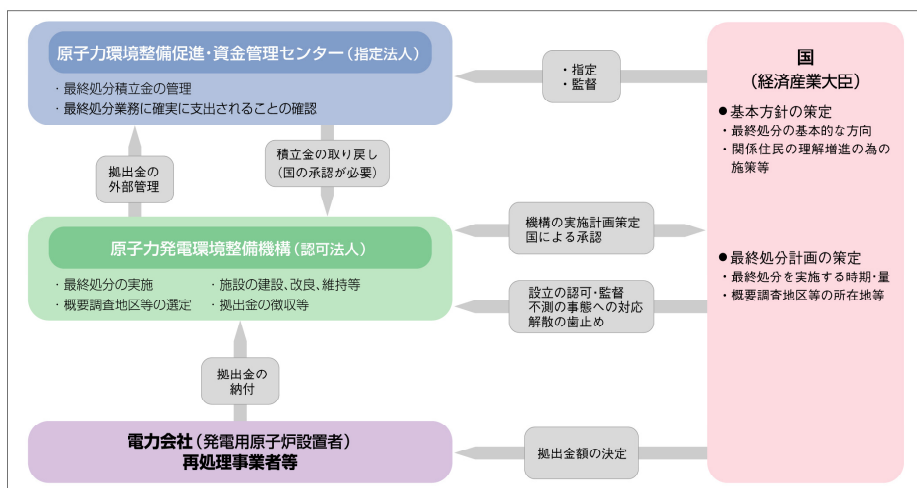 原子力環境整備促進・資金管理センター（指定法人）
・最終処分積立金の管理
・最終処分業務に確実に支出されることの確認
・指定
・監督
国
（経済産業大臣）
●基本方針の策定
・最終処分の基本的な方向
・関係住民の理解増進の為の
施策等
●最終処分計画の策定
・最終処分を実施する時期・量
・概要調査地区等の所在地等
拠出金の
外部管理
積立金の取り戻し
（国の承認が必要）
機構の実施計画策定
国による承認
原子力発電環境整備機構（認可法人）
・最終処分の実施
・施設の建設、改良、維持等
・概要調査地区等の選定
・拠出金の徴収等
設立の認可・監督
不測の事態への対応
解散の歯止め
拠出金の
納付
電力会社（発電用原子炉設置者）
再処理事業者等
拠出金額の決定